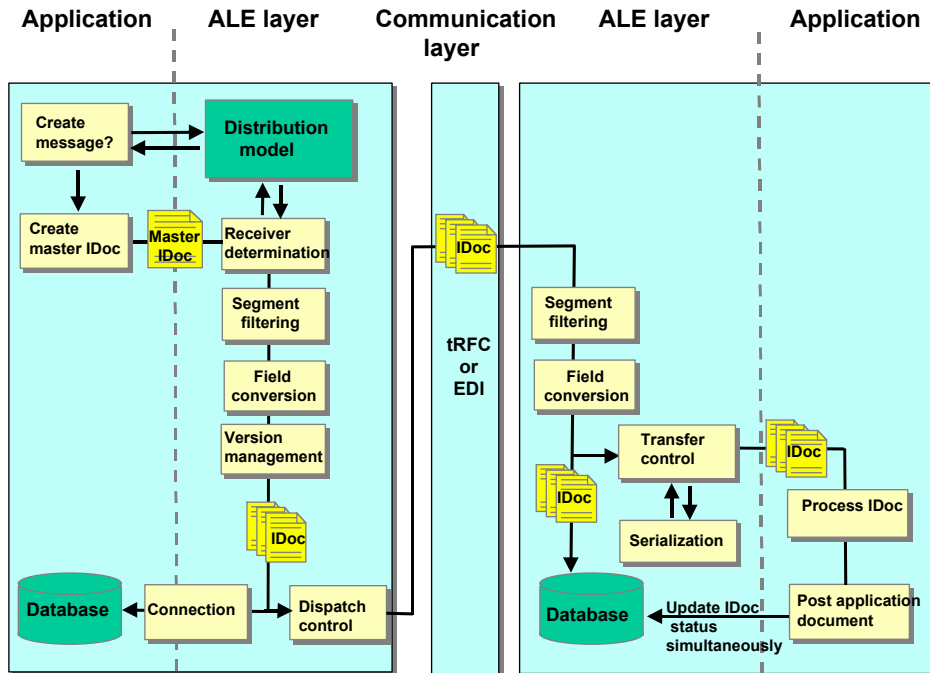 Application
ALE layer
Communication
layer
ALE layer
Application
Create
message?
Distribution
model
Create
master IDoc
Master
IDoc
Receiver
determination
Segment
filtering
Field
conversion
Version
management
IDoc
Database
Connection
Dispatch
control
IDoc
tRFC
or
EDI
Segment
filtering
Field
conversion
Transfer
control
IDoc
IDoc
Serialization
Process IDoc
Database
Update IDoc
status
simultaneously
Post application
document